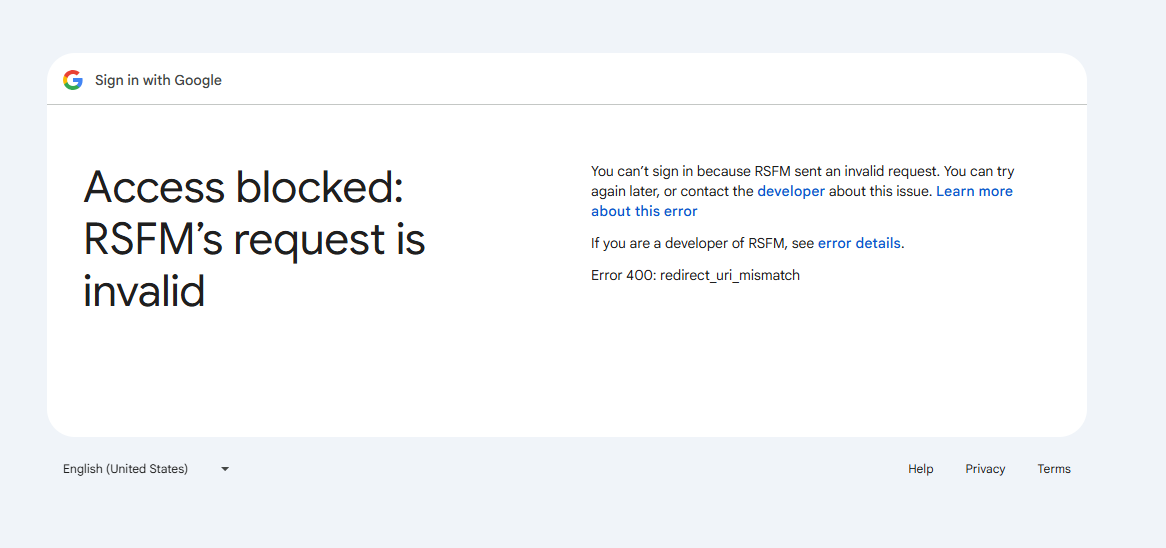 Sign in with Google
Access blocked:
RSFM’s request is
invalid
You can’t sign in because RSFM sent an invalid request. You can try
again later, or contact the developer about this issue. Learn more
about this error
If you are a developer of RSFM, see error details.
Error 400: redirect_uri_mismatch
English (United States)
Help
Privacy
Terms